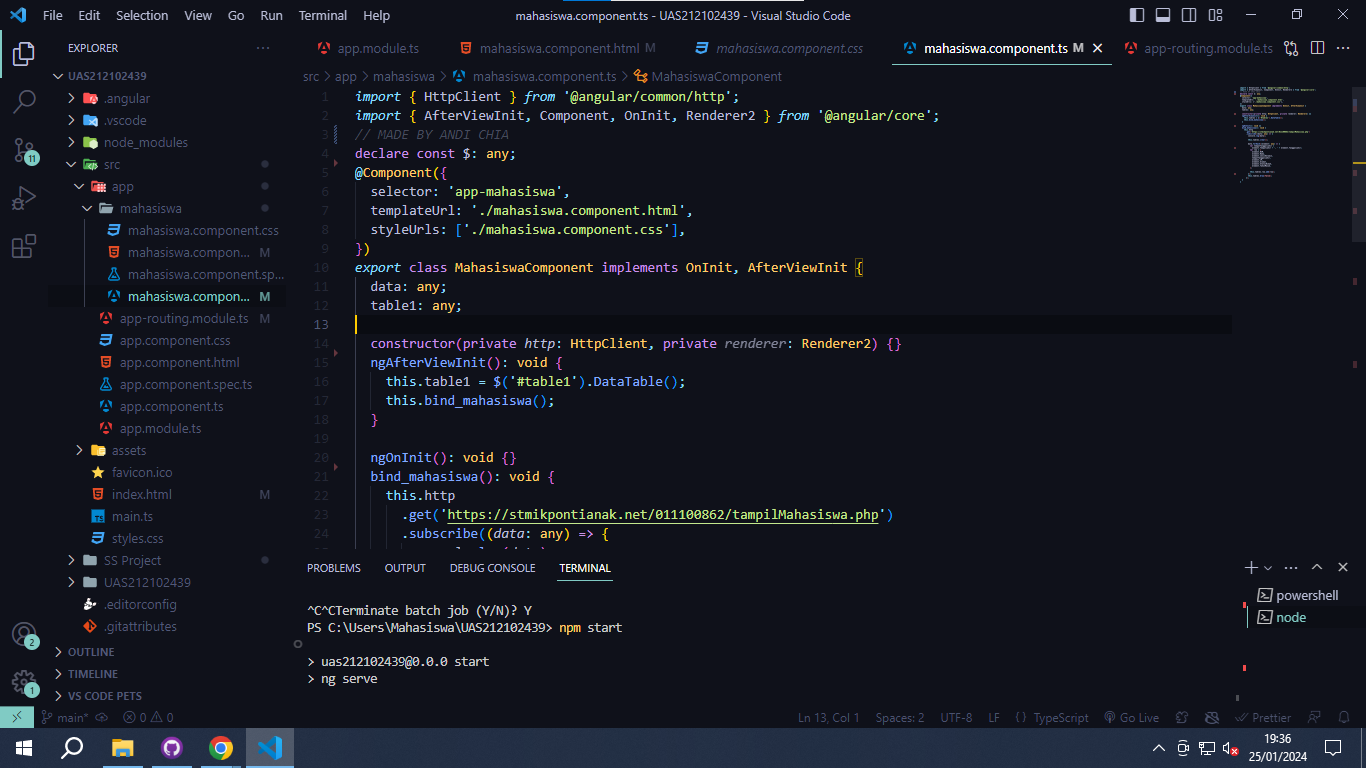 File Edit Selection View Go Run Terminal Help
mahasiswa.component.ts - UAS212102439 - Visual Studio Code
EXPLORER
app.module.ts
mahasiswa.component.html M
mahasiswa.component.css
mahasiswa.component.ts M
app-routing.module.ts
UAS212102439
.angular
.vscode
node_modules
src
app
mahasiswa
mahasiswa.component.css
mahasiswa.compon... M
mahasiswa.component.sp...
mahasiswa.compon... M
app-routing.module.ts M
app.component.css
app.component.html
app.component.spec.ts
app.component.ts
app.module.ts
assets
favicon.ico
index.html M
main.ts
styles.css
SS Project
UAS212102439
.editorconfig
.gitattributes
OUTLINE
TIMELINE
VS CODE PETS
11
2
1
src > app > mahasiswa > mahasiswa.component.ts > MahasiswaComponent
1 import { HttpClient } from '@angular/common/http';
2 import { AfterViewInit, Component, OnInit, Renderer2 } from '@angular/core';
3 // MADE BY ANDI CHIA
4 declare const $: any;
5 @Component({
6 selector: 'app-mahasiswa',
7 templateUrl: './mahasiswa.component.html',
8 styleUrls: ['./mahasiswa.component.css'],
9 })
10 export class MahasiswaComponent implements OnInit, AfterViewInit {
11 data: any;
12 table1: any;
13
14 constructor(private http: HttpClient, private renderer: Renderer2) {}
15 ngAfterViewInit(): void {
16 this.table1 = $('#table1').DataTable();
17 this.bind_mahasiswa();
18 }
19
20 ngOnInit(): void {}
21 bind_mahasiswa(): void {
22 this.http
23 .get('https://stmikpontianak.net/011100862/tampilMahasiswa.php')
24 .subscribe((data: any) => {
PROBLEMS OUTPUT DEBUG CONSOLE TERMINAL
^C^CTerminate batch job (Y/N)? Y
PS C:\Users\Mahasiswa\UAS212102439> npm start
> uas212102439@0.0.0 start
> ng serve
powershell
node
main* 0 0
Ln 13, Col 1 Spaces: 2 UTF-8 LF {} TypeScript Go Live Prettier
19:36
25/01/2024